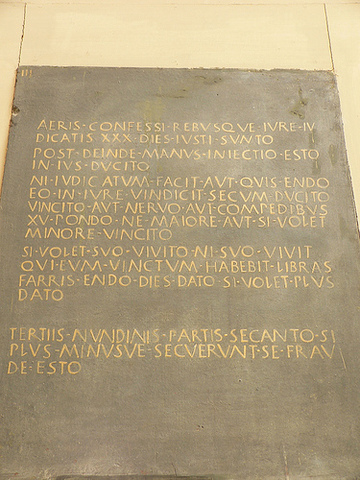 III
AERIS·CONFESSI·REBVSQVE·IVRE·IV
DICATIS·XXX·DIES·IVSTI·SVNTO
POST·DEINDE·MANVS·INIECTIO·ESTO
IN·IVS·DVCITO
NI·IVDICATVM·FACIT·AVT·QVIS·ENDO
EO·IN·IVRE·VINDICIT·SECVM·DVCITO
VINCITO·AVT·NERVO·AVT·COMPEDIBVS
XV·PONDO·NE·MAIORE·AVT·SI·VOLET
MINORE·VINCITO
SI·VOLET·SVO·VIVITO·NI·SVO·VIVIT
QVI·EVM·VINCTVM·HABEBIT·LIBRAS
FARRIS·ENDO·DIES·DATO·SI·VOLET·PLVS
DATO
TERTIIS·NVNDINIS·PARTIS·SECANTO·SI
PLVS·MINVSVE·SECVERVNT·SE·FRAV
DE·ESTO